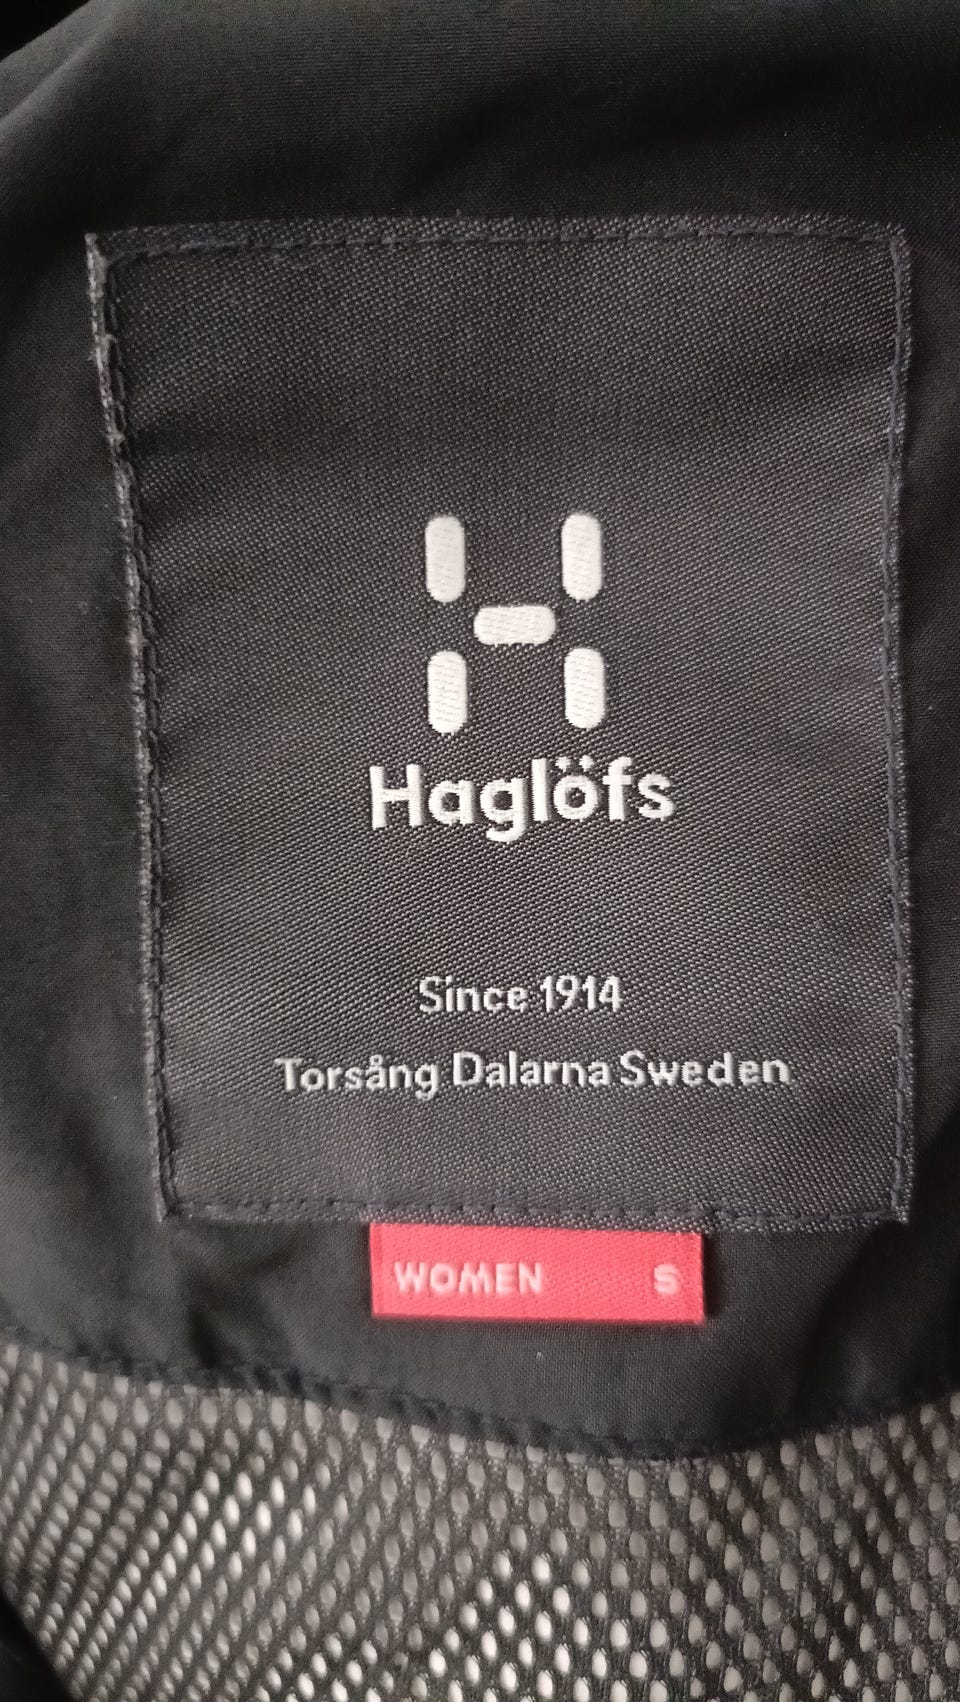 Haglöfs
Since 1914
Torsång Dalarna Sweden
WOMEN S